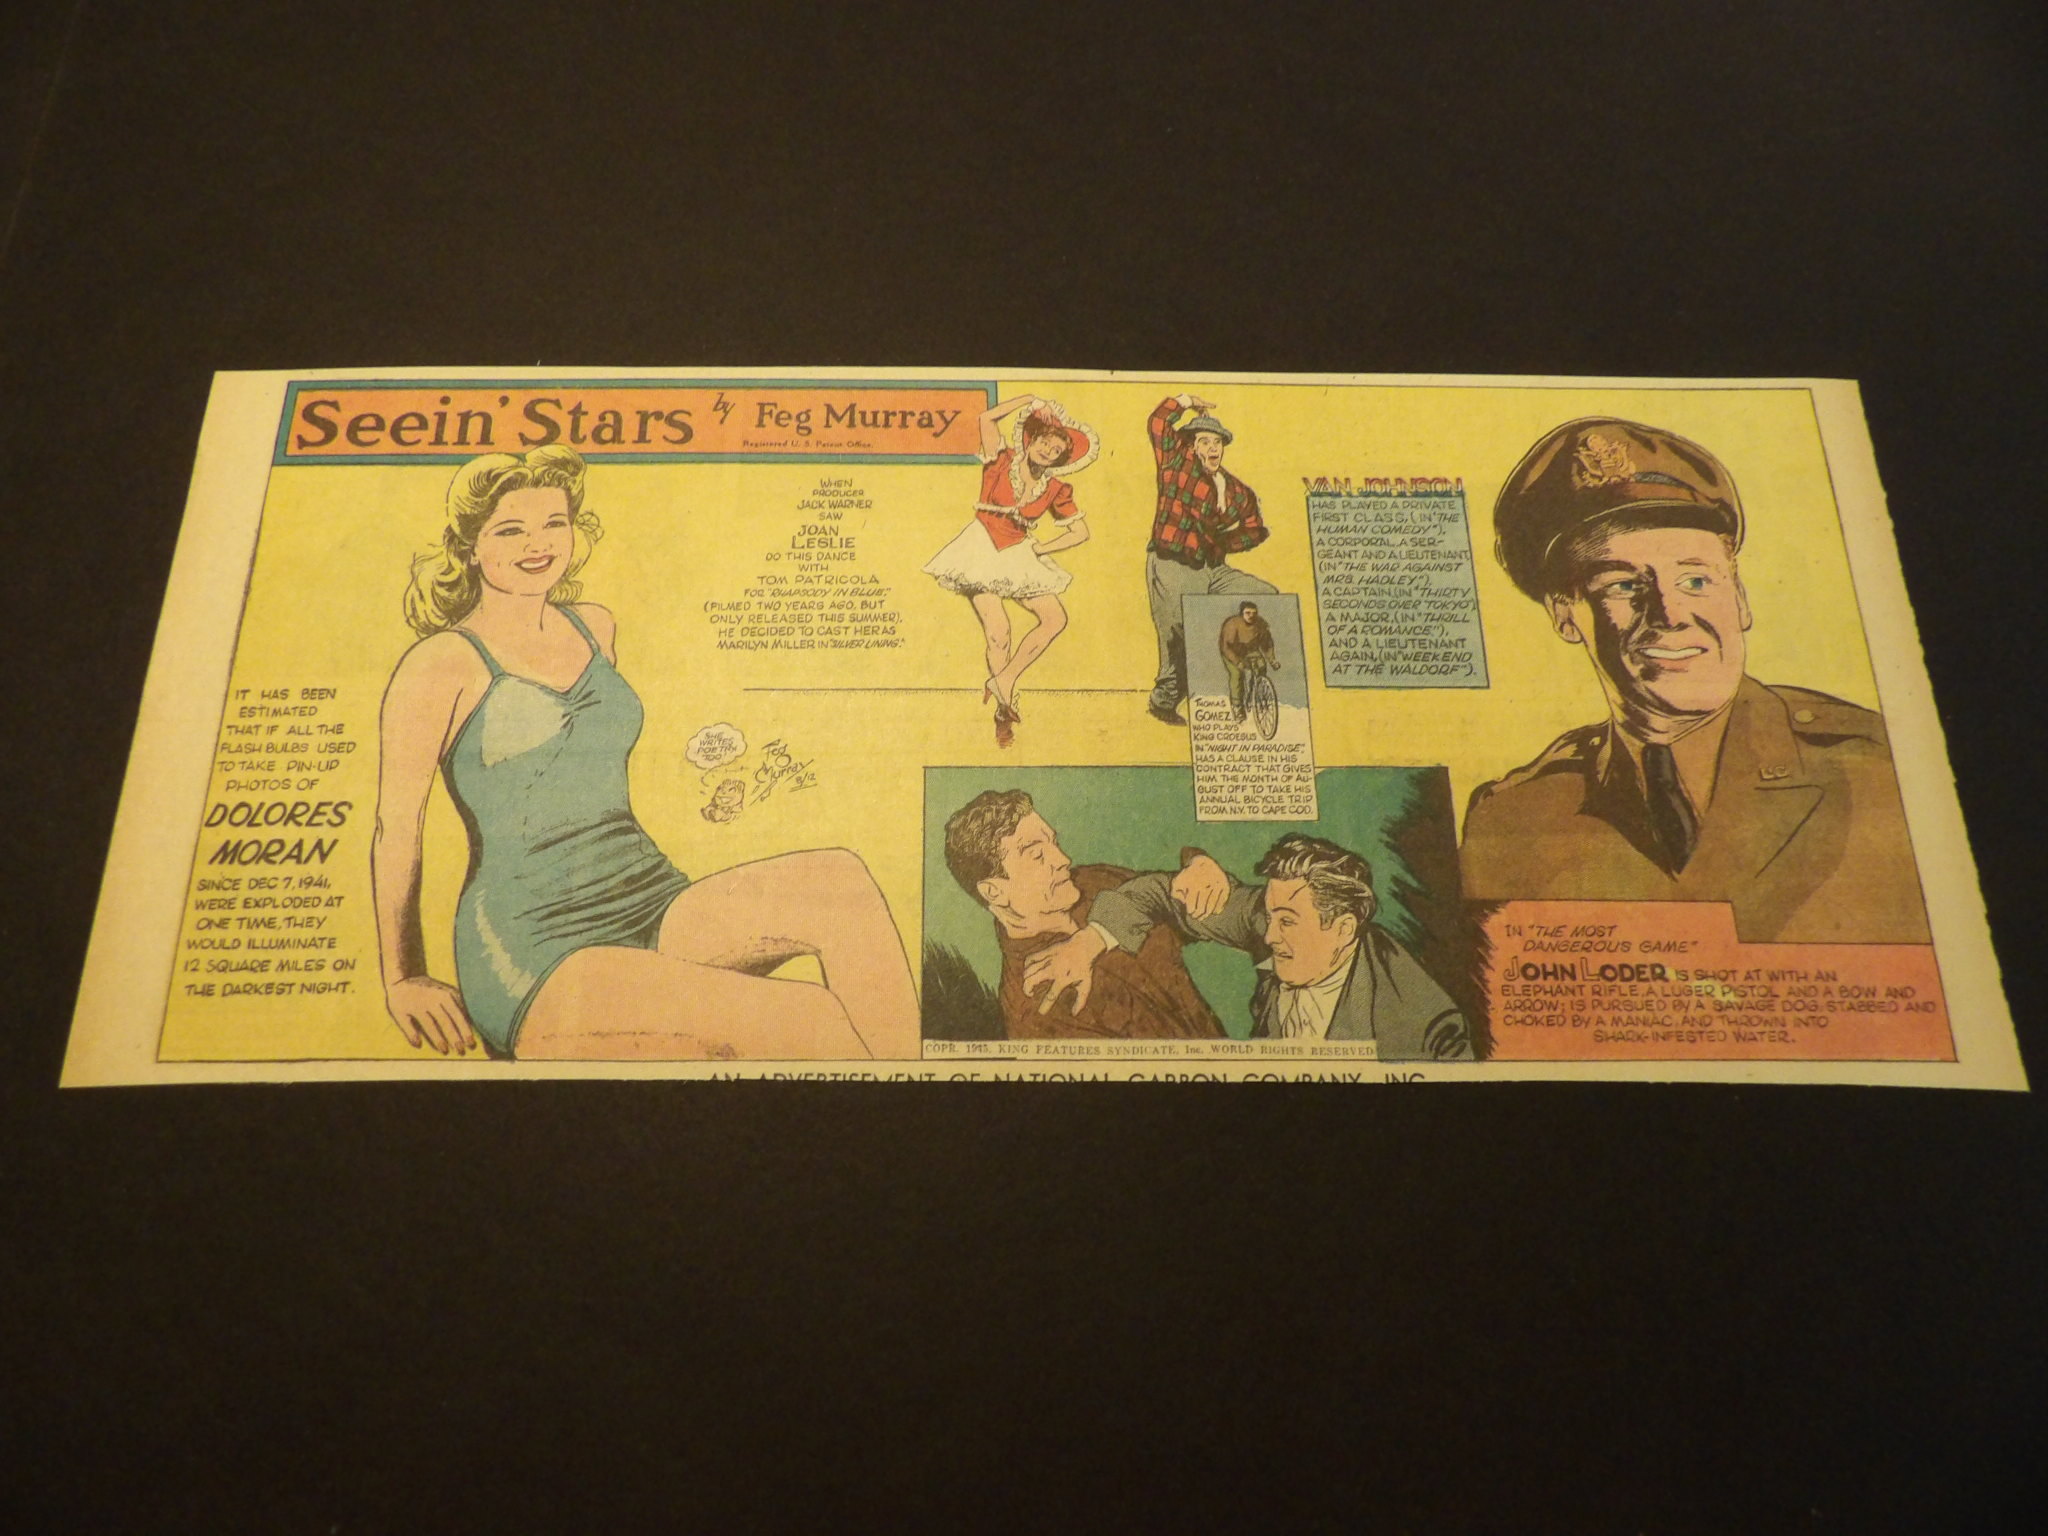 Seein' Stars by Feg Murray
Registered U. S. Patent Office.
IT HAS BEEN
ESTIMATED
THAT IF ALL THE
FLASH BULBS USED
TO TAKE PIN-UP
PHOTOS OF
DOLORES
MORAN
SINCE DEC 7, 1941,
WERE EXPLODED AT
ONE TIME, THEY
WOULD ILLUMINATE
12 SQUARE MILES ON
THE DARKEST NIGHT.
WHEN
PRODUCER
JACK WARNER
SAW
JOAN
LESLIE
DO THIS DANCE
WITH
TOM PATRICOLA
FOR "RHAPSODY IN BLUE,"
(FILMED TWO YEARS AGO, BUT
ONLY RELEASED THIS SUMMER),
HE DECIDED TO CAST HER AS
MARILYN MILLER IN "SILVER LINING."
SHE
WRITES
POETRY
TOO!
Feg
Murray
8/12
VAN JOHNSON
HAS PLAYED A PRIVATE
FIRST CLASS, (IN "THE
HUMAN COMEDY"),
A CORPORAL, A SER-
GEANT AND A LIEUTENANT,
(IN "THE WAR AGAINST
MRS. HADLEY,"),
A CAPTAIN, (IN "THIRTY
SECONDS OVER TOKYO"),
A MAJOR, (IN "THRILL
OF A ROMANCE,"),
AND A LIEUTENANT
AGAIN, (IN "WEEKEND
AT THE WALDORF").
THOMAS
GOMEZ
WHO PLAYS
KING CROESUS
IN "NIGHT IN PARADISE",
HAS A CLAUSE IN HIS
CONTRACT THAT GIVES
HIM THE MONTH OF AU-
GUST OFF TO TAKE HIS
ANNUAL BICYCLE TRIP
FROM N.Y. TO CAPE COD.
L.C.
IN "THE MOST
DANGEROUS GAME"
JOHN LODER IS SHOT AT WITH AN
ELEPHANT RIFLE, A LUGER PISTOL AND A BOW AND
ARROW; IS PURSUED BY A SAVAGE DOG, STABBED AND
CHOKED BY A MANIAC, AND THROWN INTO
SHARK-INFESTED WATER.
COPR. 1945, KING FEATURES SYNDICATE, Inc. WORLD RIGHTS RESERVED
AN ADVERTISEMENT OF NATIONAL CARBON COMPANY, INC.